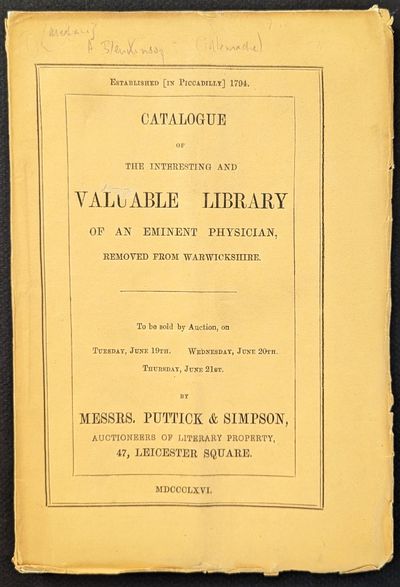 ESTABLISHED [IN PICCADILLY] 1794.
CATALOGUE
OF
THE INTERESTING AND
VALUABLE LIBRARY
OF AN EMINENT PHYSICIAN,
REMOVED FROM WARWICKSHIRE.
To be sold by Auction, on
TUESDAY, JUNE 19TH. WEDNESDAY, JUNE 20TH.
THURSDAY, JUNE 21ST.
BY
MESSRS. PUTTICK & SIMPSON,
AUCTIONEERS OF LITERARY PROPERTY,
47, LEICESTER SQUARE.
MDCCCLXVI.